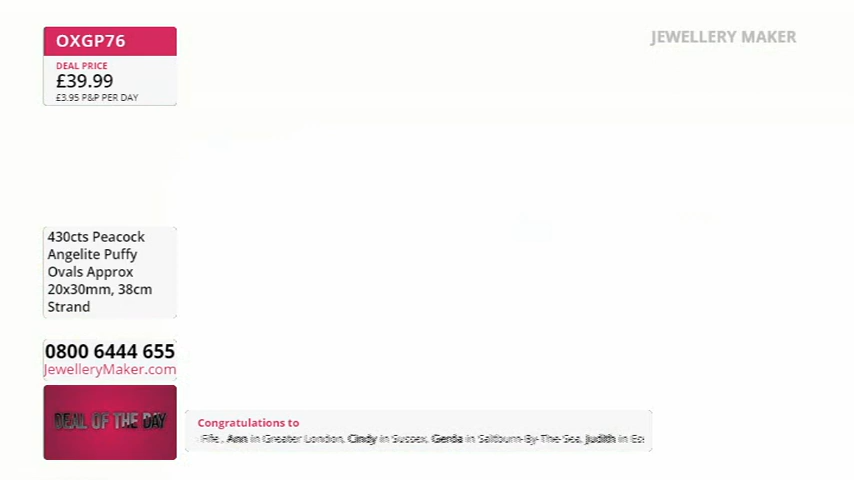 OXGP76
JEWELLERY MAKER
DEAL PRICE
£39.99
£3.95 P&P PER DAY
430cts Peacock
Angelite Puffy
Ovals Approx
20x30mm, 38cm
Strand
0800 6444 655
JewelleryMaker.com
DEAL OF THE DAY
Congratulations to
Fife, Ann in Greater London, Cindy in Sussex, Gerda in Saltburn-By-The-Sea, Judith in